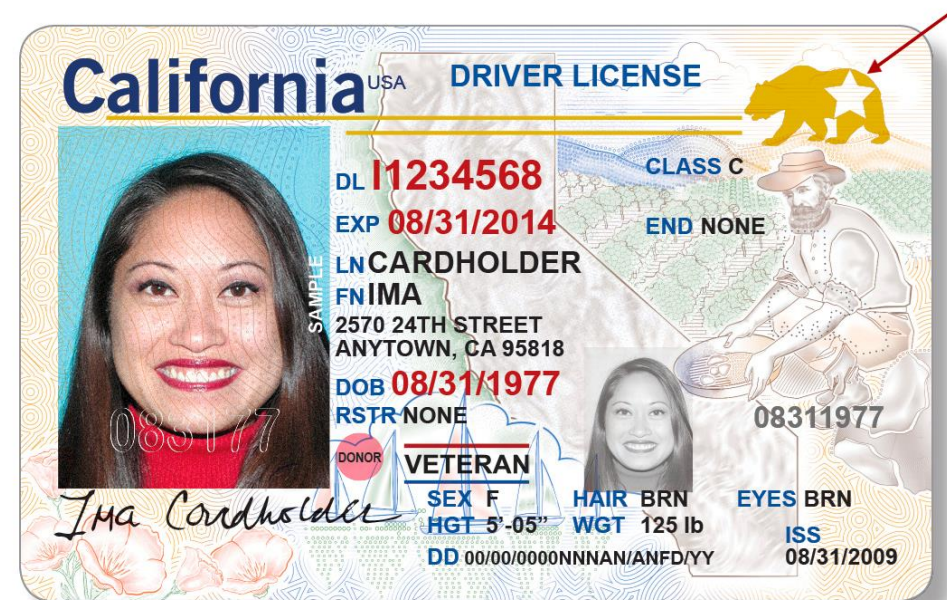 California USA DRIVER LICENSE
DL I1234568
CLASS C
EXP 08/31/2014
END NONE
LN CARDHOLDER
FN IMA
SAMPLE
2570 24TH STREET
ANYTOWN, CA 95818
DOB 08/31/1977
RSTR NONE
083177
08311977
DONOR
VETERAN
Ima Cardholder
SEX F HAIR BRN EYES BRN
HGT 5'-05" WGT 125 lb
ISS
08/31/2009
DD 00/00/0000NNNAN/ANFD/YY